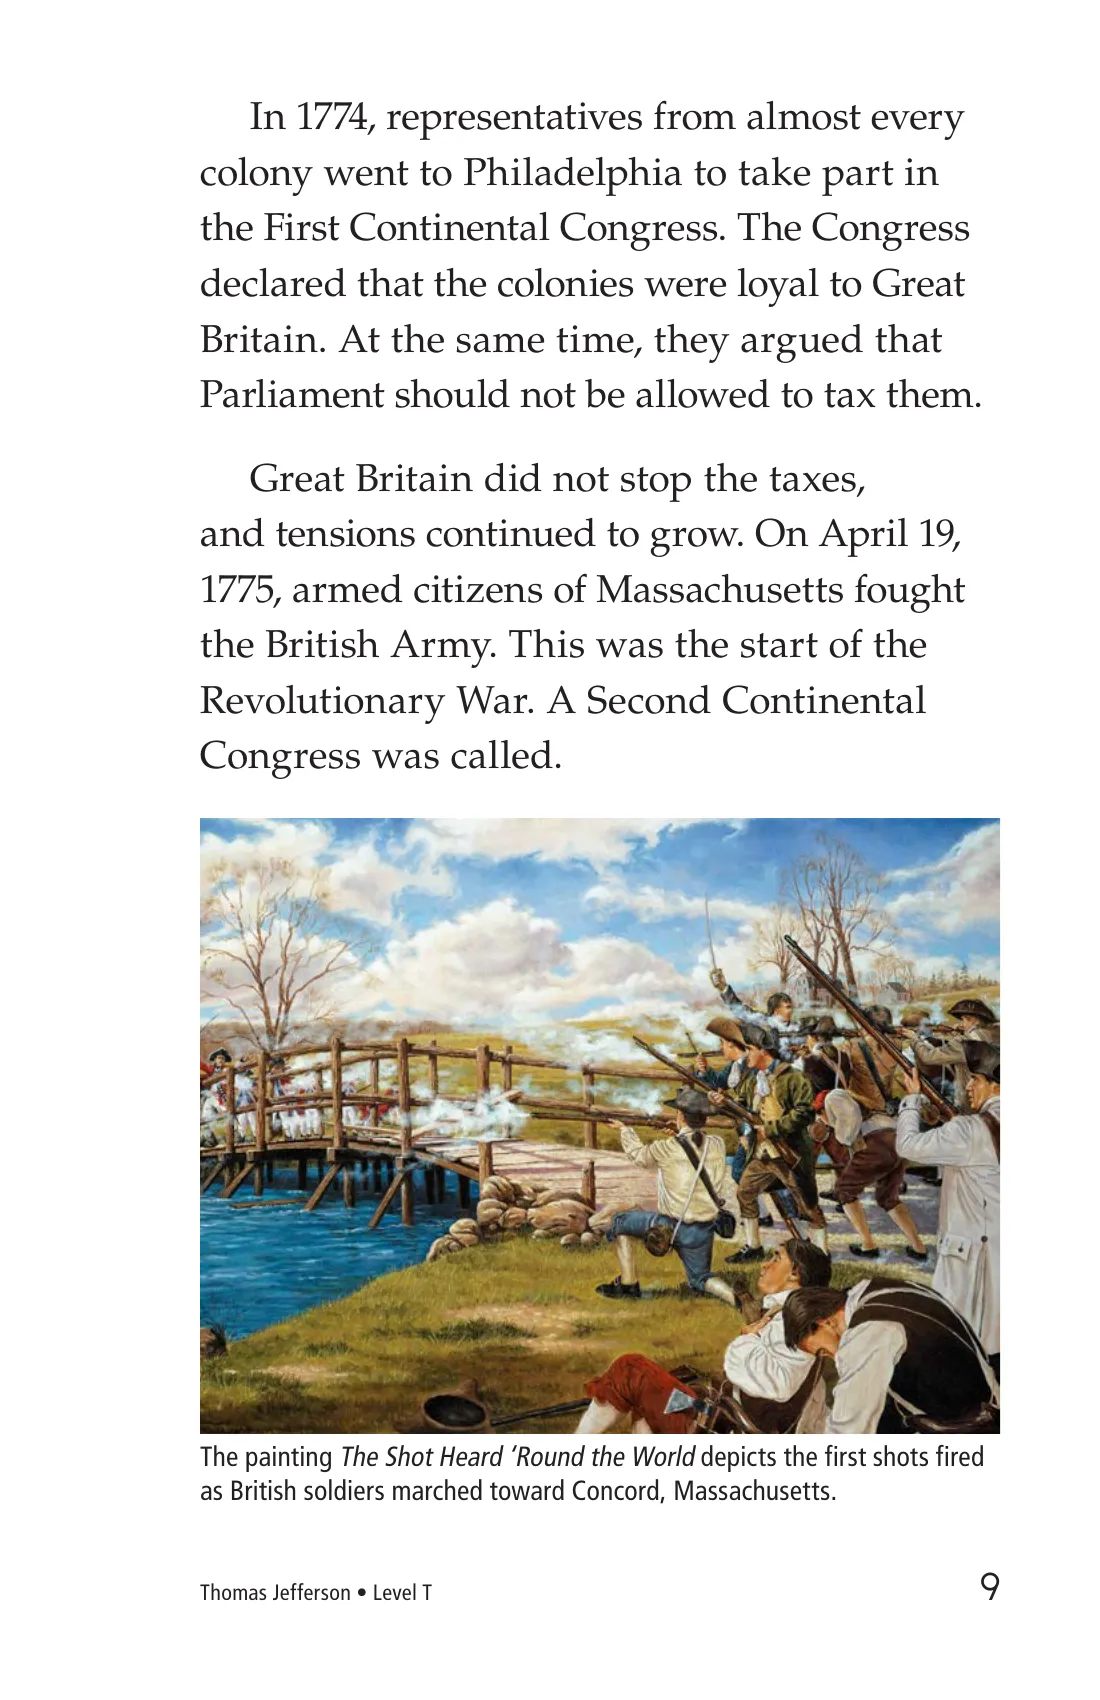 In 1774, representatives from almost every
colony went to Philadelphia to take part in
the First Continental Congress. The Congress
declared that the colonies were loyal to Great
Britain. At the same time, they argued that
Parliament should not be allowed to tax them.
Great Britain did not stop the taxes,
and tensions continued to grow. On April 19,
1775, armed citizens of Massachusetts fought
the British Army. This was the start of the
Revolutionary War. A Second Continental
Congress was called.
The painting The Shot Heard ‘Round the World depicts the first shots fired
as British soldiers marched toward Concord, Massachusetts.
Thomas Jefferson • Level T 9